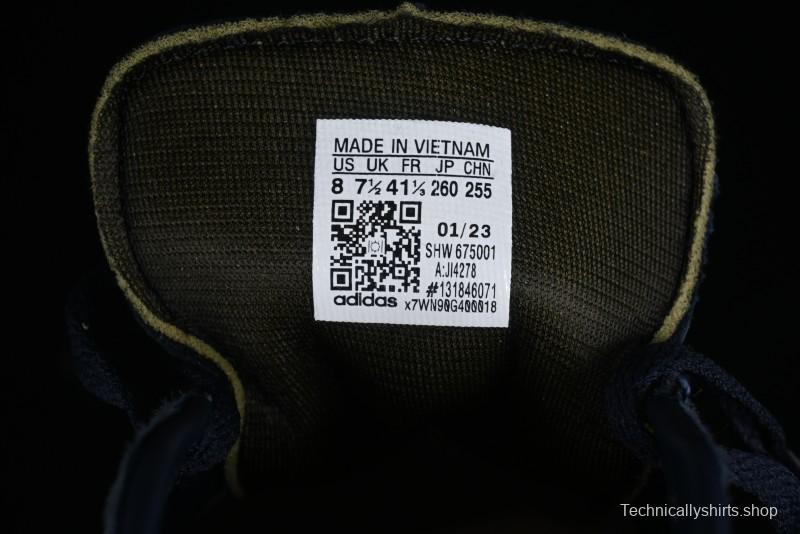 MADE IN VIETNAM
US UK FR JP CHN
8 7½ 41⅓ 260 255
01/23
SHW 675001
A:JI4278
#131846071
adidas x7WN90G400018
Technicallyshirts.shop